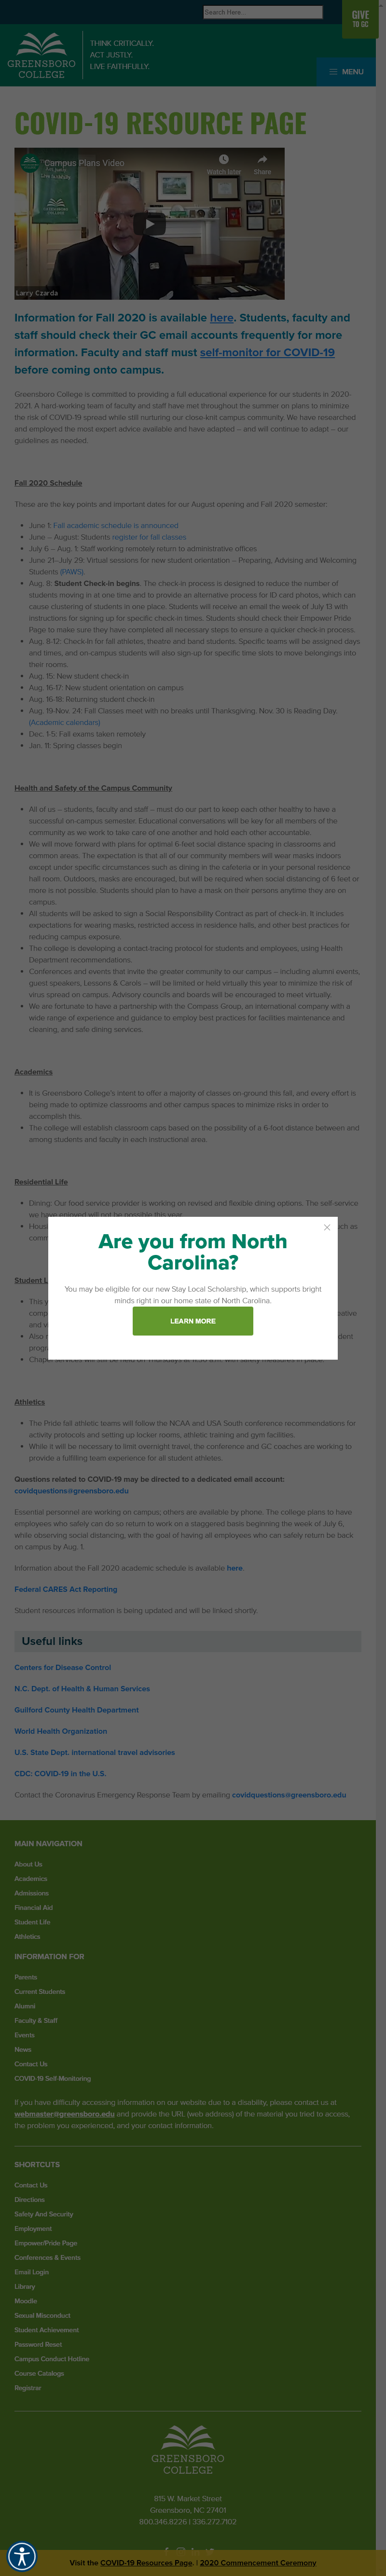 Search Here...
GIVE
TO GC
GREENSBORO
COLLEGE
THINK CRITICALLY.
ACT JUSTLY.
LIVE FAITHFULLY.
MENU
COVID-19 RESOURCE PAGE
Campus Plans Video
Watch later
Share
Larry Czarda
Information for Fall 2020 is available here. Students, faculty and
staff should check their GC email accounts frequently for more
information. Faculty and staff must self-monitor for COVID-19
before coming onto campus.
Greensboro College is committed to providing a full educational experience for our students in 2020-
2021. A hard-working team of faculty and staff have met throughout the summer on plans to minimize the
risk of COVID-19 spread while still nurturing our close-knit campus community. We have researched
and employed the most expert advice available and have adapted – and will continue to adapt – our
guidelines as needed.
Fall 2020 Schedule
These are the key points and important dates for our August opening and Fall 2020 semester:
June 1: Fall academic schedule is announced
June – August: Students register for fall classes
July 6 – Aug. 1: Staff working remotely return to administrative offices
June 21–July 29: Virtual sessions for new student orientation – Preparing, Advising and Welcoming
Students (PAWS).
Aug. 8: Student Check-in begins. The check-in process is designed to reduce the number of
students moving in at one time and to provide an alternative process for ID card photos, which can
create clustering of students in one place. Students will receive an email the week of July 13 with
instructions for signing up for specific check-in times. Students should check their Empower Pride
Page to make sure they have completed all necessary steps to ensure a quicker check-in process.
Aug. 8-12: Check-in for fall athletes, theatre and band students. Specific teams will be assigned days
and times, and on-campus students will also sign-up for specific time slots to move belongings into
their rooms.
Aug. 15: New student check-in
Aug. 16-17: New student orientation on campus
Aug. 16-18: Returning student check-in
Aug. 19-Nov. 24: Fall Classes meet with no breaks until Thanksgiving. Nov. 30 is Reading Day.
(Academic calendars)
Dec. 1-5: Fall exams taken remotely
Jan. 11: Spring classes begin
Health and Safety of the Campus Community
All of us – students, faculty and staff – must do our part to keep each other healthy to have a
successful on-campus semester. Educational conversations will be key for all members of our
community as we work to take care of one another and hold each other accountable.
We will move forward with plans for optimal social distancing within offices, classrooms and in
common areas. The expectation is that all of our community members will wear masks indoors
except under specific circumstances, such as during dining in the cafeteria or in your personal residence
hall room. Outdoors, masks are encouraged, but will be required when social distancing of 6 feet or
more is not possible. Students should plan to have a mask on their persons anytime they are on
campus.
All students will be asked to sign a Social Responsibility Contract as part of check-in. It includes
expectations for wearing masks, restricted access in residence halls, and other best practices for
reducing campus exposure.
The college is developing a contact-tracing protocol for students and employees, using Health
Department recommendations.
Conferences and events that invite the greater community to our campus – including alumni events,
guest speakers, Lessons & Carols – will be limited or held virtually this year to minimize the risk of
virus spread on campus. Advisory councils and boards will be encouraged to meet virtually.
We are fortunate to have a partnership with the Compass Group, an international company with a
wide range of experience and guidance to employ best practices for facilities maintenance and
cleaning, and safe dining services.
Academics
It is Greensboro College's intent to offer a majority of classes on-ground this fall, and every effort is
being made to optimize classrooms and other campus spaces to minimize risks in order to
accomplish this.
The college will establish classroom caps based on the possibility of a 6-foot distance between and
among students and faculty in each instructional area.
Residential Life
Dining: Our food service provider is working on revised and flexible dining options. The self-service
we have enjoyed will not be possible this year.
Are you from North
Carolina?
You may be eligible for our new Stay Local Scholarship, which supports bright
minds right in our home state of North Carolina.
LEARN MORE
Athletics
The Pride fall athletic teams will follow the NCAA and USA South conference recommendations for
activity protocols and setting up locker rooms, athletic training and gym facilities.
While it will be necessary to limit overnight travel, the conference and GC coaches are working to
provide a fulfilling team experience for all student athletes.
Questions related to COVID-19 may be directed to a dedicated email account:
covidquestions@greensboro.edu
Essential personnel are working on campus; others are available by phone. The college plans to have
employees who can safely do so return to work on a staggered basis beginning the week of July 6,
while observing social distancing, with the goal of having all employees who can safely return be back
on campus by Aug. 1.
Information about the Fall 2020 academic schedule is available here.
Federal CARES Act Reporting
Student resources information is being updated and will be linked shortly.
Useful links
Centers for Disease Control
N.C. Dept. of Health & Human Services
Guilford County Health Department
World Health Organization
U.S. State Dept. international travel advisories
CDC: COVID-19 in the U.S.
Contact the Coronavirus Emergency Response Team by emailing covidquestions@greensboro.edu
MAIN NAVIGATION
About Us
Academics
Admissions
Financial Aid
Student Life
Athletics
INFORMATION FOR
Parents
Current Students
Alumni
Faculty & Staff
Events
News
Contact Us
COVID-19 Self-Monitoring
If you have difficulty accessing information on our website due to a disability, please contact us at
webmaster@greensboro.edu and provide the URL (web address) of the material you tried to access,
the problem you experienced, and your contact information.
SHORTCUTS
Contact Us
Directions
Safety And Security
Employment
Empower/Pride Page
Conferences & Events
Email Login
Library
Moodle
Sexual Misconduct
Student Achievement
Password Reset
Campus Conduct Hotline
Course Catalogs
Registrar
GREENSBORO
COLLEGE
815 W. Market Street
Greensboro, NC 27401
800.346.8226 | 336.272.7102
Visit the COVID-19 Resources Page. | 2020 Commencement Ceremony